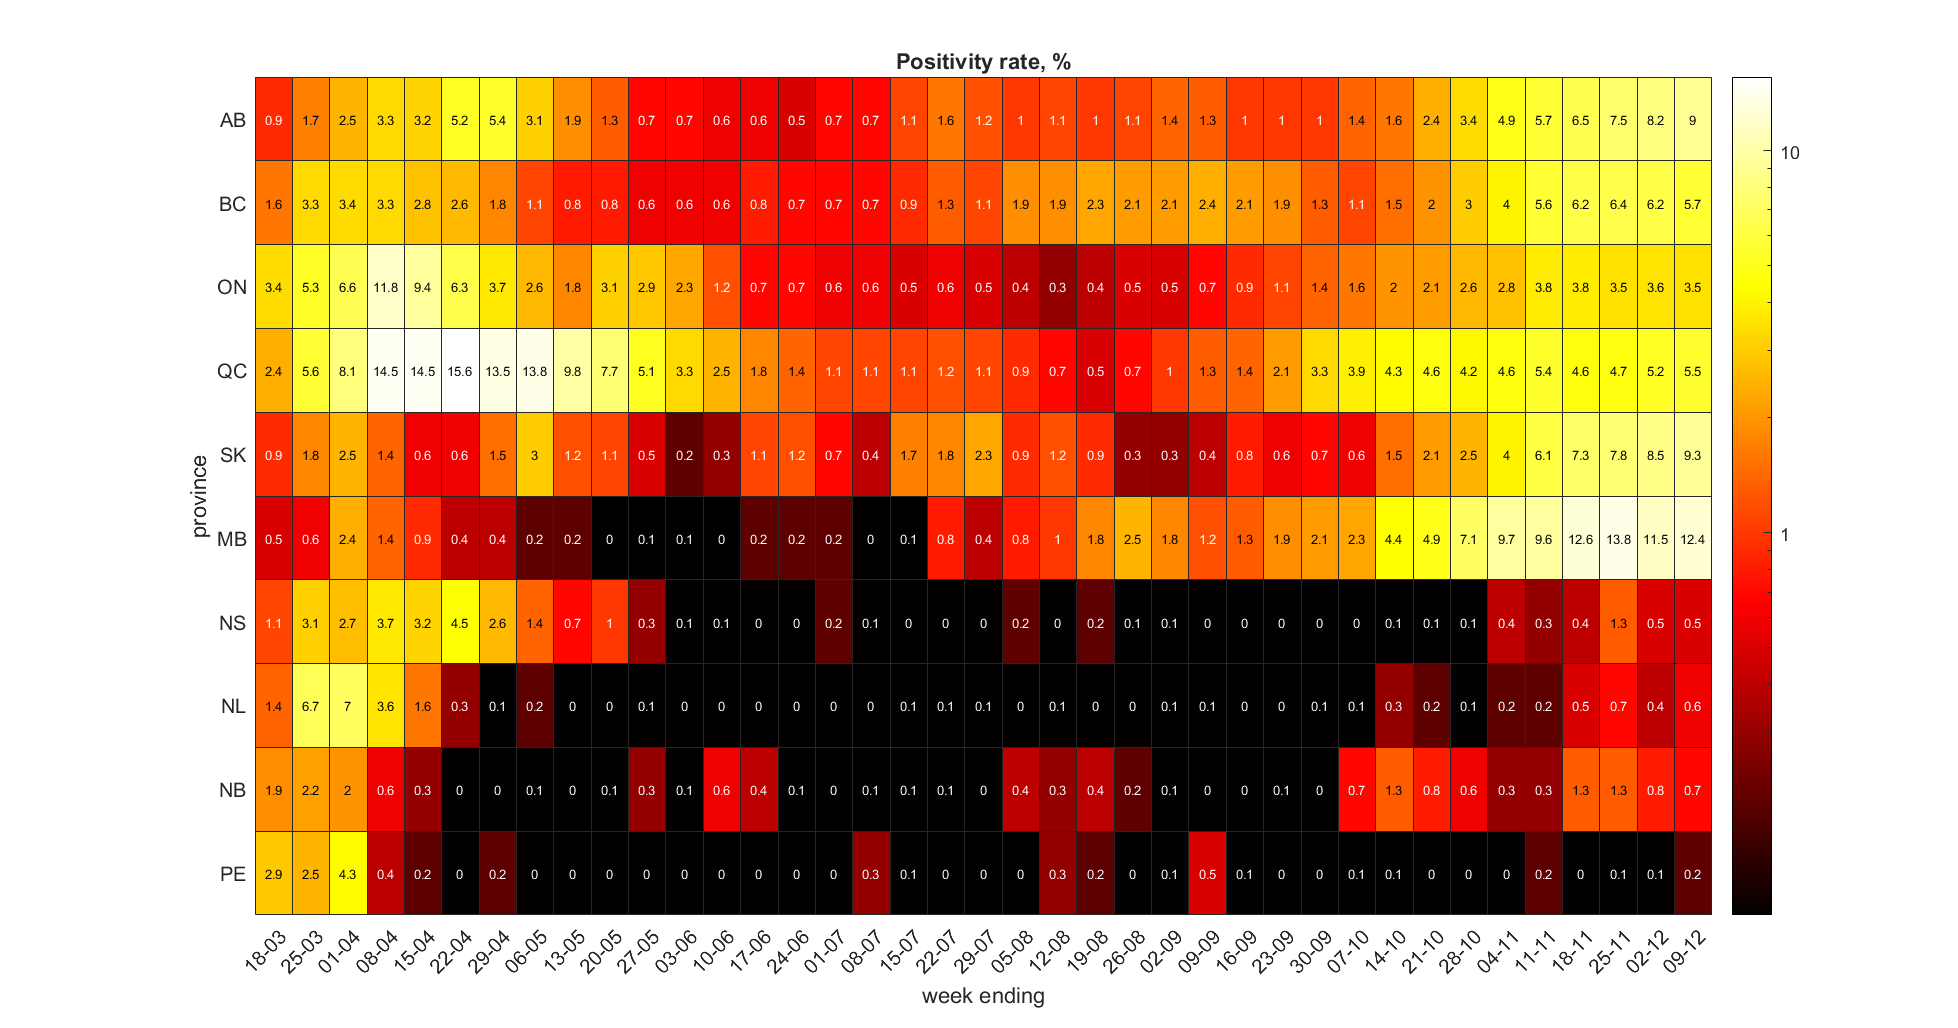 Positivity rate, %
AB 0.9 1.7 2.5 3.3 3.2 5.2 5.4 3.1 1.9 1.3 0.7 0.7 0.6 0.6 0.5 0.7 0.7 1.1 1.6 1.2 1 1.1 1 1.1 1.4 1.3 1 1 1 1.4 1.6 2.4 3.4 4.9 5.7 6.5 7.5 8.2 9
10
BC 1.6 3.3 3.4 3.3 2.8 2.6 1.8 1.1 0.8 0.8 0.6 0.6 0.6 0.8 0.7 0.7 0.7 0.9 1.3 1.1 1.9 1.9 2.3 2.1 2.1 2.4 2.1 1.9 1.3 1.1 1.5 2 3 4 5.6 6.2 6.4 6.2 5.7
ON 3.4 5.3 6.6 11.8 9.4 6.3 3.7 2.6 1.8 3.1 2.9 2.3 1.2 0.7 0.7 0.6 0.6 0.5 0.6 0.5 0.4 0.3 0.4 0.5 0.5 0.7 0.9 1.1 1.4 1.6 2 2.1 2.6 2.8 3.8 3.8 3.5 3.6 3.5
QC 2.4 5.6 8.1 14.5 14.5 15.6 13.5 13.8 9.8 7.7 5.1 3.3 2.5 1.8 1.4 1.1 1.1 1.1 1.2 1.1 0.9 0.7 0.5 0.7 1 1.3 1.4 2.1 3.3 3.9 4.3 4.6 4.2 4.6 5.4 4.6 4.7 5.2 5.5
SK 0.9 1.8 2.5 1.4 0.6 0.6 1.5 3 1.2 1.1 0.5 0.2 0.3 1.1 1.2 0.7 0.4 1.7 1.8 2.3 0.9 1.2 0.9 0.3 0.3 0.4 0.8 0.6 0.7 0.6 1.5 2.1 2.5 4 6.1 7.3 7.8 8.5 9.3
province
1
MB 0.5 0.6 2.4 1.4 0.9 0.4 0.4 0.2 0.2 0 0.1 0.1 0 0.2 0.2 0.2 0 0.1 0.8 0.4 0.8 1 1.8 2.5 1.8 1.2 1.3 1.9 2.1 2.3 4.4 4.9 7.1 9.7 9.6 12.6 13.8 11.5 12.4
NS 1.1 3.1 2.7 3.7 3.2 4.5 2.6 1.4 0.7 1 0.3 0.1 0.1 0 0 0.2 0.1 0 0 0 0.2 0 0.2 0.1 0.1 0 0 0 0 0 0.1 0.1 0.1 0.4 0.3 0.4 1.3 0.5 0.5
NL 1.4 6.7 7 3.6 1.6 0.3 0.1 0.2 0 0 0.1 0 0 0 0 0 0 0.1 0.1 0.1 0 0.1 0 0 0.1 0.1 0 0 0.1 0.1 0.3 0.2 0.1 0.2 0.2 0.5 0.7 0.4 0.6
NB 1.9 2.2 2 0.6 0.3 0 0 0.1 0 0.1 0.3 0.1 0.6 0.4 0.1 0 0.1 0.1 0.1 0 0.4 0.3 0.4 0.2 0.1 0 0 0.1 0 0.7 1.3 0.8 0.6 0.3 0.3 1.3 1.3 0.8 0.7
PE 2.9 2.5 4.3 0.4 0.2 0 0.2 0 0 0 0 0 0 0 0 0 0.3 0.1 0 0 0 0.3 0.2 0 0.1 0.5 0.1 0 0 0.1 0.1 0 0 0 0.2 0 0.1 0.1 0.2
18-03 25-03 01-04 08-04 15-04 22-04 29-04 06-05 13-05 20-05 27-05 03-06 10-06 17-06 24-06 01-07 08-07 15-07 22-07 29-07 05-08 12-08 19-08 26-08 02-09 09-09 16-09 23-09 30-09 07-10 14-10 21-10 28-10 04-11 11-11 18-11 25-11 02-12 09-12
week ending